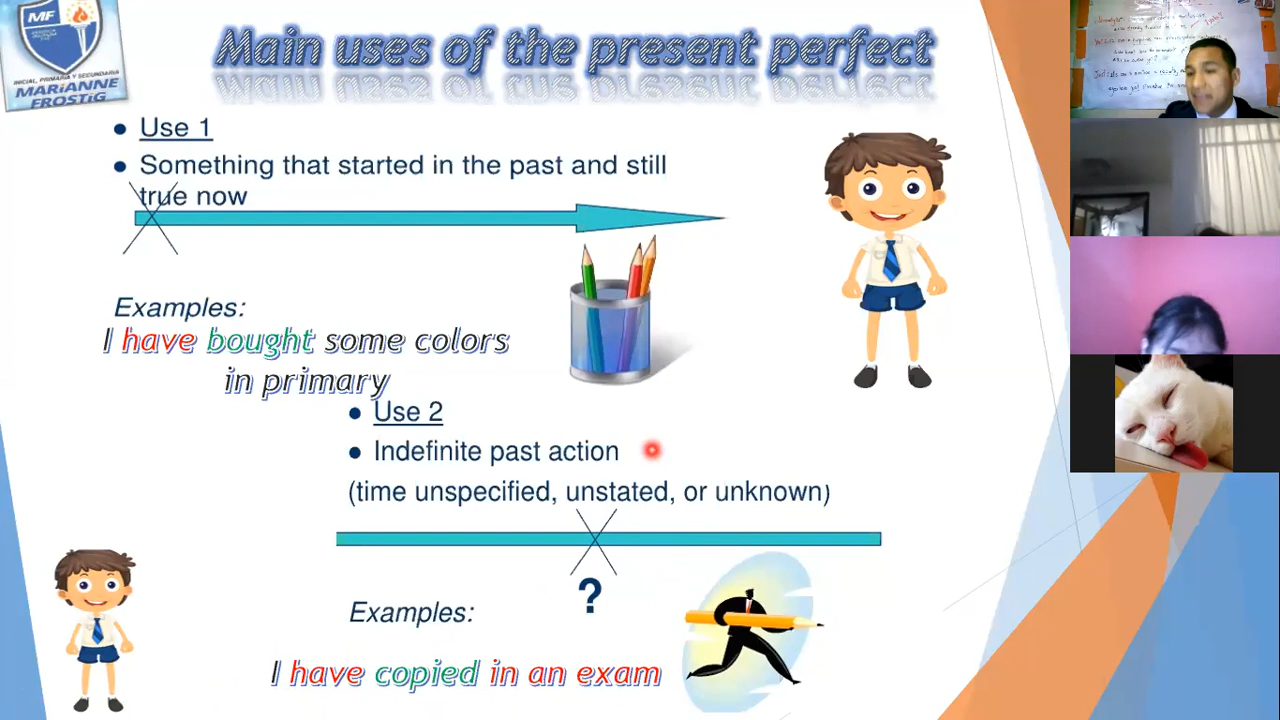 MF
INICIAL, PRIMARIA Y SECUNDARIA
MARiANNE
FROSTiG
Main uses of the present perfect
Use 1
Something that started in the past and still
true now
Examples:
I have bought some colors
in primary
Use 2
Indefinite past action
(time unspecified, unstated, or unknown)
?
Examples:
I have copied in an exam